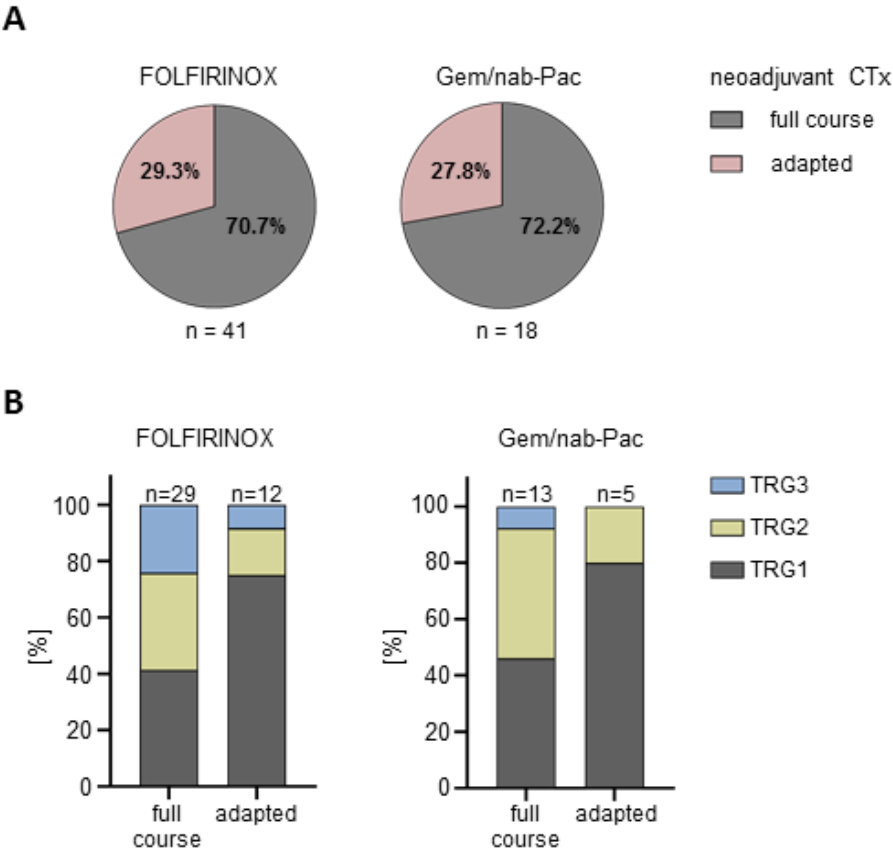 A
FOLFIRINOX
Gem/nab-Pac
neoadjuvant CTx
full course
adapted
29.3%
70.7%
27.8%
72.2%
n = 41
n = 18
B
FOLFIRINOX
Gem/nab-Pac
[%]
100
80
60
40
20
0
n=29
n=12
full
course
adapted
[%]
100
80
60
40
20
0
n=13
n=5
full
course
adapted
TRG3
TRG2
TRG1